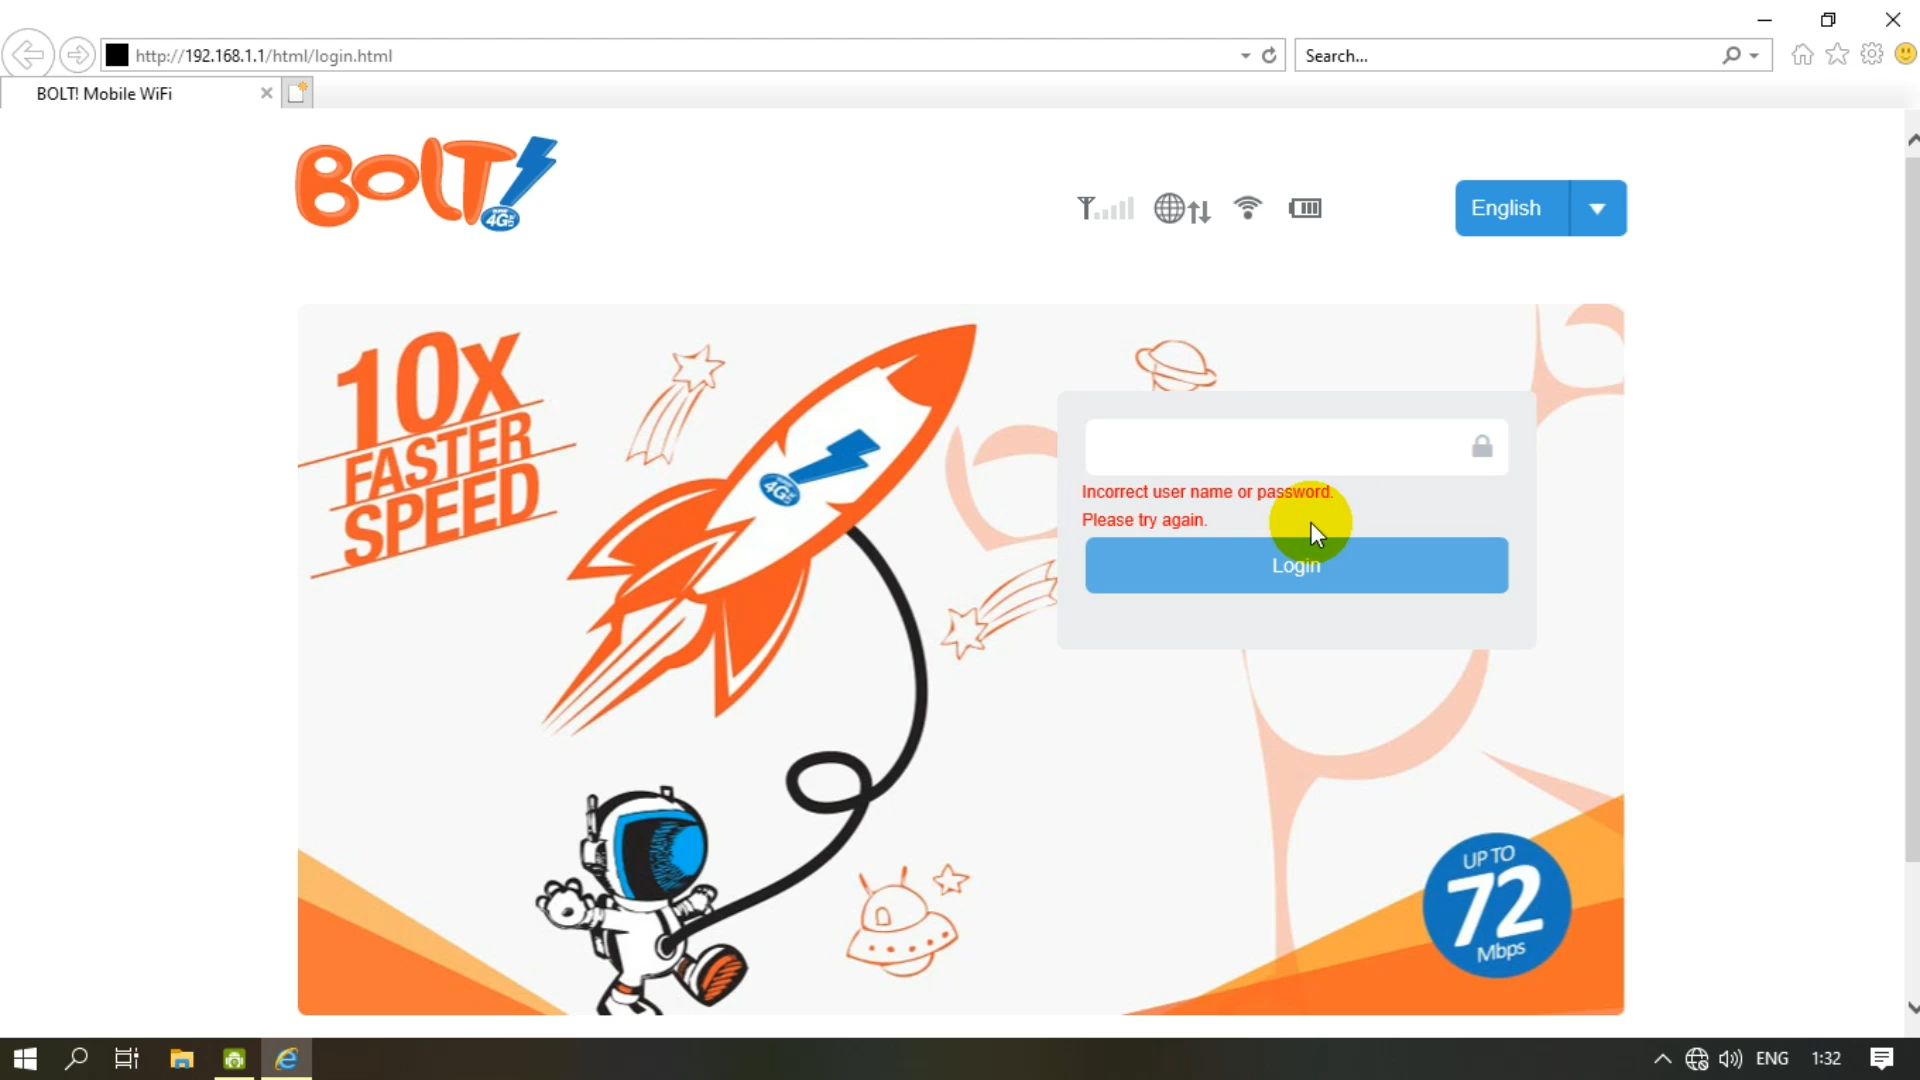 http://192.168.1.1/html/login.html
Search...
BOLT! Mobile WiFi
BOLT!
4G
English
10X
FASTER
SPEED
4G
Incorrect user name or password.
Please try again.
Login
UP TO
72
Mbps
ENG
1:32